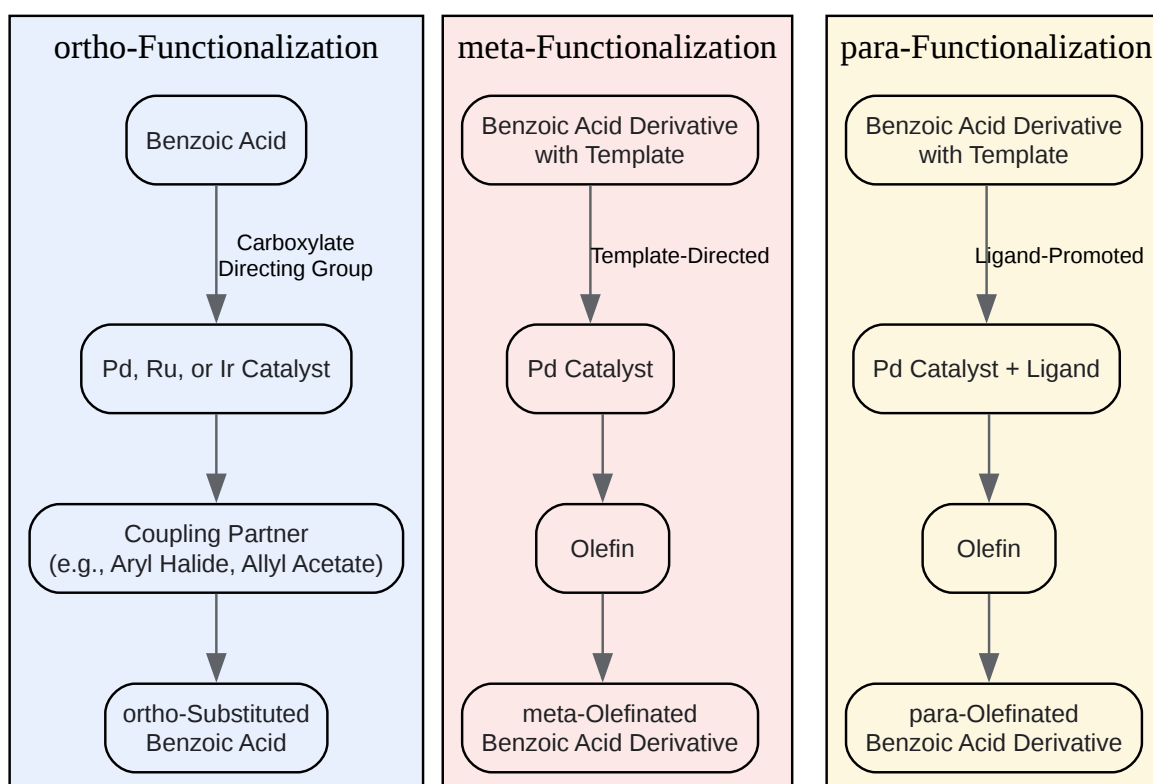 ortho-Functionalization
Benzoic Acid
Carboxylate
Directing Group
Pd, Ru, or Ir Catalyst
Coupling Partner
(e.g., Aryl Halide, Allyl Acetate)
ortho-Substituted
Benzoic Acid
meta-Functionalization
Benzoic Acid Derivative
with Template
Template-Directed
Pd Catalyst
Olefin
meta-Olefinated
Benzoic Acid Derivative
para-Functionalization
Benzoic Acid Derivative
with Template
Ligand-Promoted
Pd Catalyst + Ligand
Olefin
para-Olefinated
Benzoic Acid Derivative